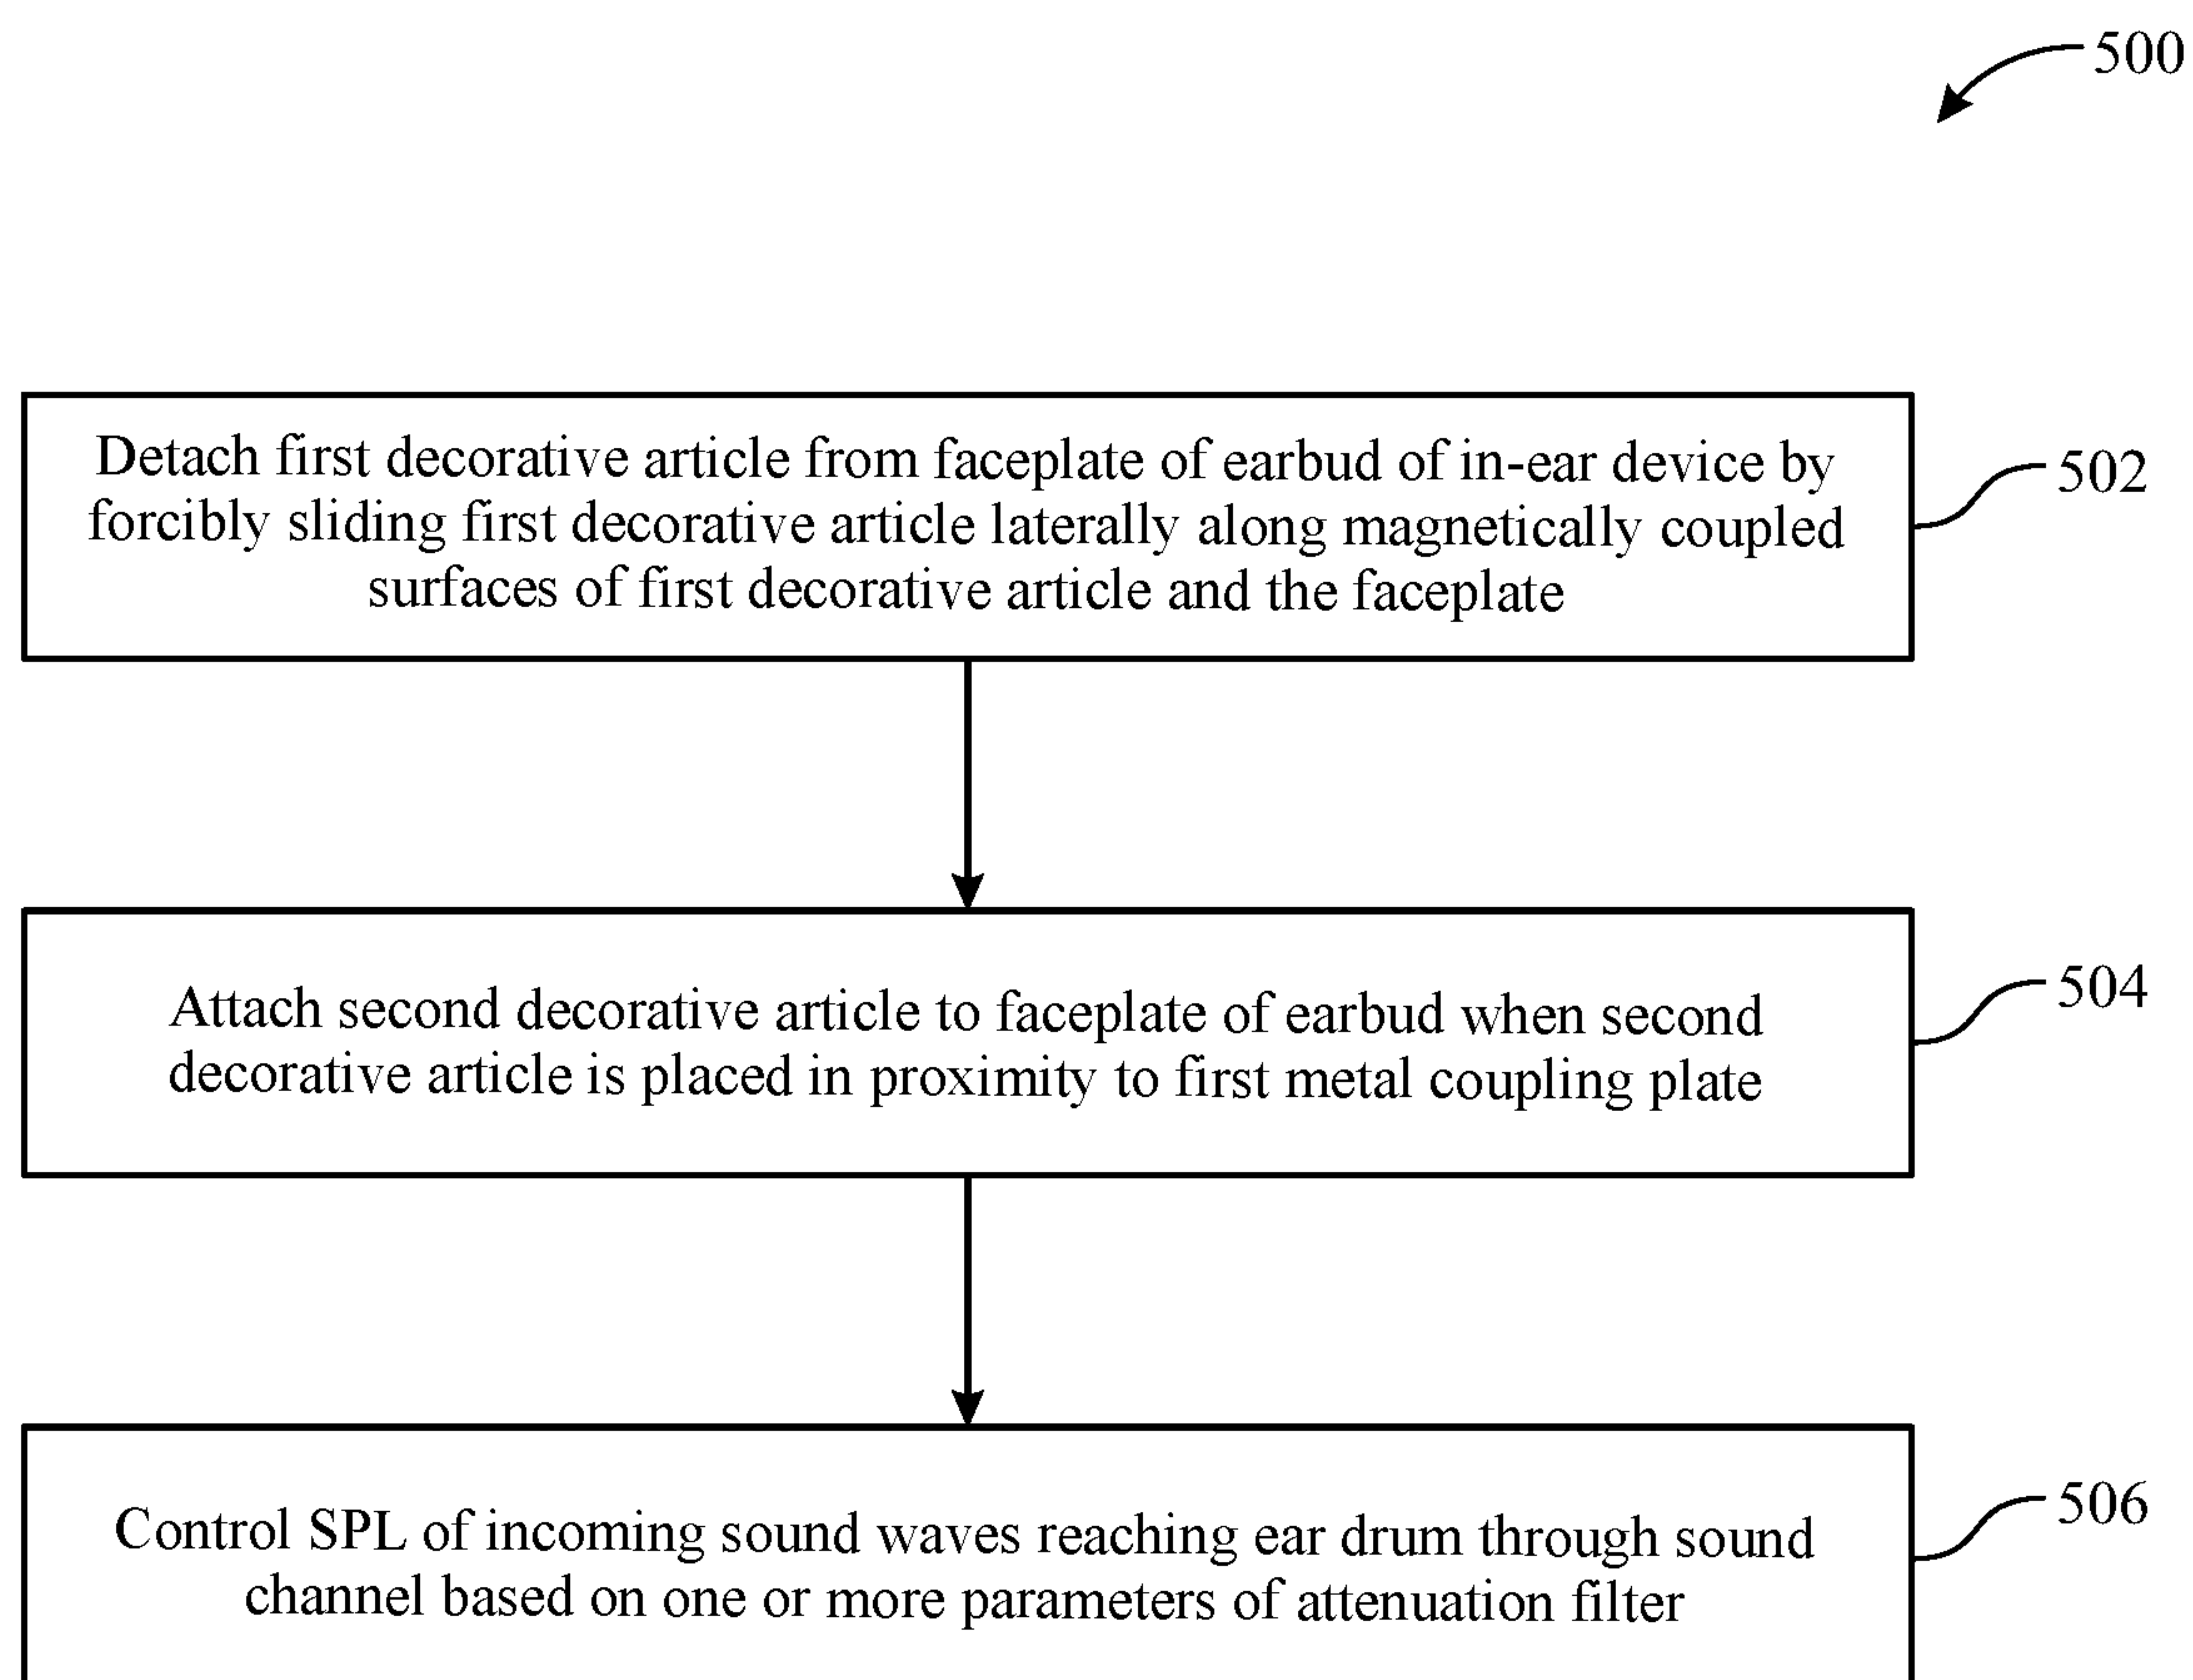 500
Detach first decorative article from faceplate of earbud of in-ear device by
forcibly sliding first decorative article laterally along magnetically coupled
surfaces of first decorative article and the faceplate
502
Attach second decorative article to faceplate of earbud when second
decorative article is placed in proximity to first metal coupling plate
504
Control SPL of incoming sound waves reaching ear drum through sound
channel based on one or more parameters of attenuation filter
506